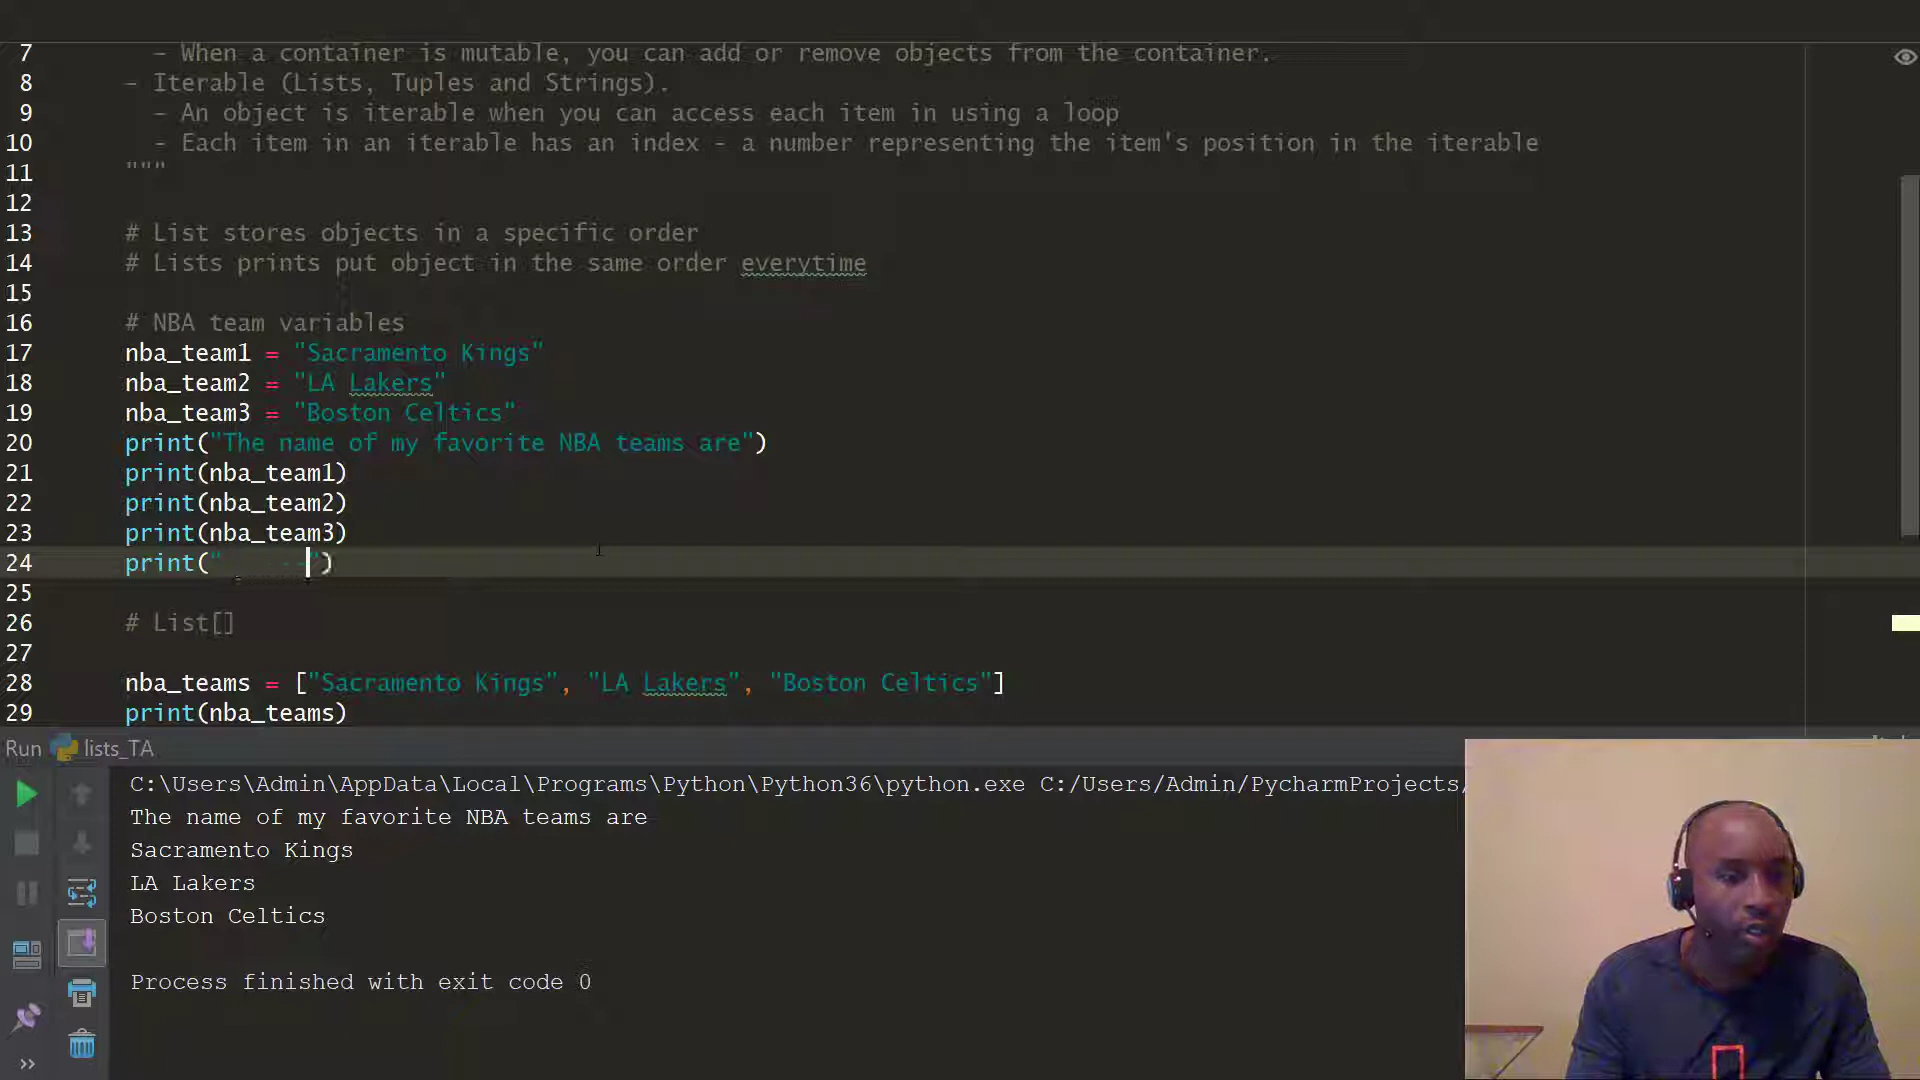 7 - When a container is mutable, you can add or remove objects from the container.
8 - Iterable (Lists, Tuples and Strings).
9 - An object is iterable when you can access each item in using a loop
10 - Each item in an iterable has an index - a number representing the item's position in the iterable
11 """
12
13 # List stores objects in a specific order
14 # Lists prints put object in the same order everytime
15
16 # NBA team variables
17 nba_team1 = "Sacramento Kings"
18 nba_team2 = "LA Lakers"
19 nba_team3 = "Boston Celtics"
20 print("The name of my favorite NBA teams are")
21 print(nba_team1)
22 print(nba_team2)
23 print(nba_team3)
24 print(" --")
25
26 # List[]
27
28 nba_teams = ["Sacramento Kings", "LA Lakers", "Boston Celtics"]
29 print(nba_teams)
Run lists_TA
C:\Users\Admin\AppData\Local\Programs\Python\Python36\python.exe C:/Users/Admin/PycharmProjects/
The name of my favorite NBA teams are
Sacramento Kings
LA Lakers
Boston Celtics
Process finished with exit code 0